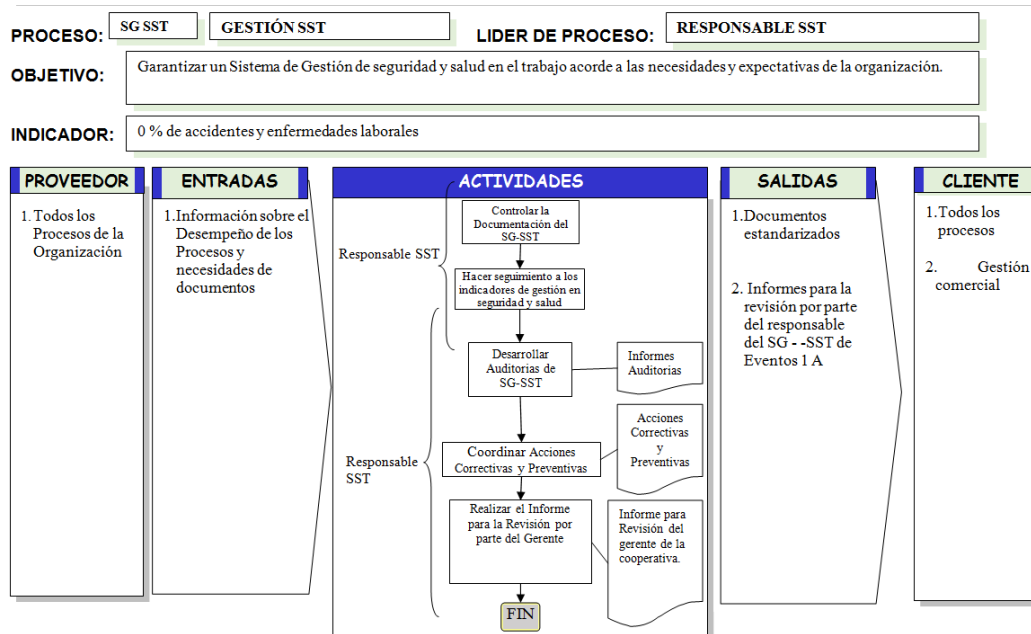 PROCESO: SG SST GESTIÓN SST LIDER DE PROCESO: RESPONSABLE SST
OBJETIVO: Garantizar un Sistema de Gestión de seguridad y salud en el trabajo acorde a las necesidades y expectativas de la organización.
INDICADOR: 0 % de accidentes y enfermedades laborales
PROVEEDOR
1. Todos los
Procesos de la
Organización
ENTRADAS
1.Información sobre el
Desempeño de los
Procesos y
necesidades de
documentos
ACTIVIDADES
Responsable SST
Controlar la
Documentación del
SG-SST
Hacer seguimiento a los
indicadores de gestión en
seguridad y salud
Desarrollar
Auditorias de
SG-SST
Informes
Auditorias
Responsable
SST
Coordinar Acciones
Correctivas y Preventivas
Acciones
Correctivas
y
Preventivas
Realizar el Informe
para la Revisión por
parte del Gerente
Informe para
Revisión del
gerente de la
cooperativa.
FIN
SALIDAS
1.Documentos
estandarizados
2. Informes para la
revisión por parte
del responsable
del SG - -SST de
Eventos 1 A
CLIENTE
1.Todos los
procesos
2. Gestión
comercial